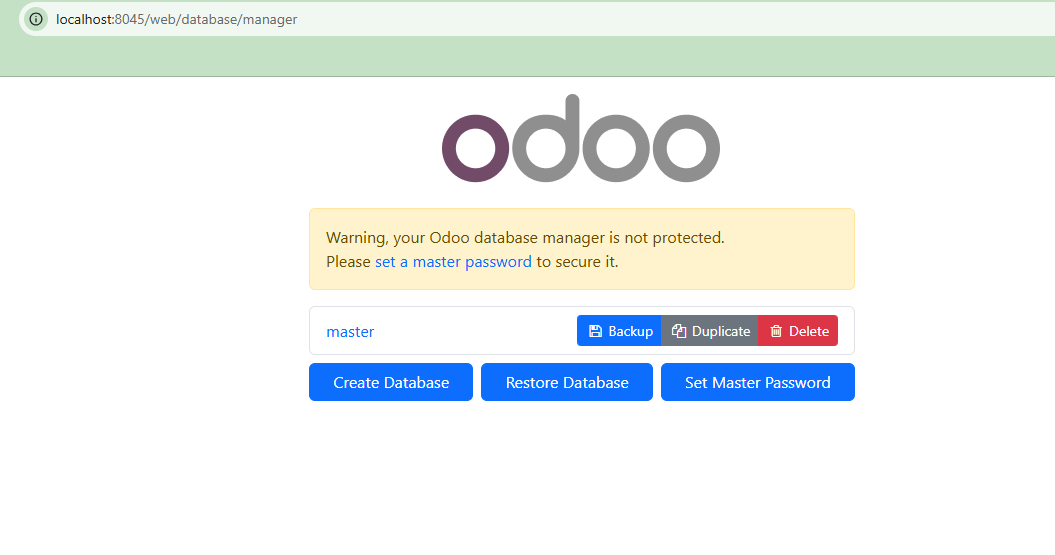 localhost:8045/web/database/manager
odoo
Warning, your Odoo database manager is not protected.
Please set a master password to secure it.
master Backup Duplicate Delete
Create Database Restore Database Set Master Password